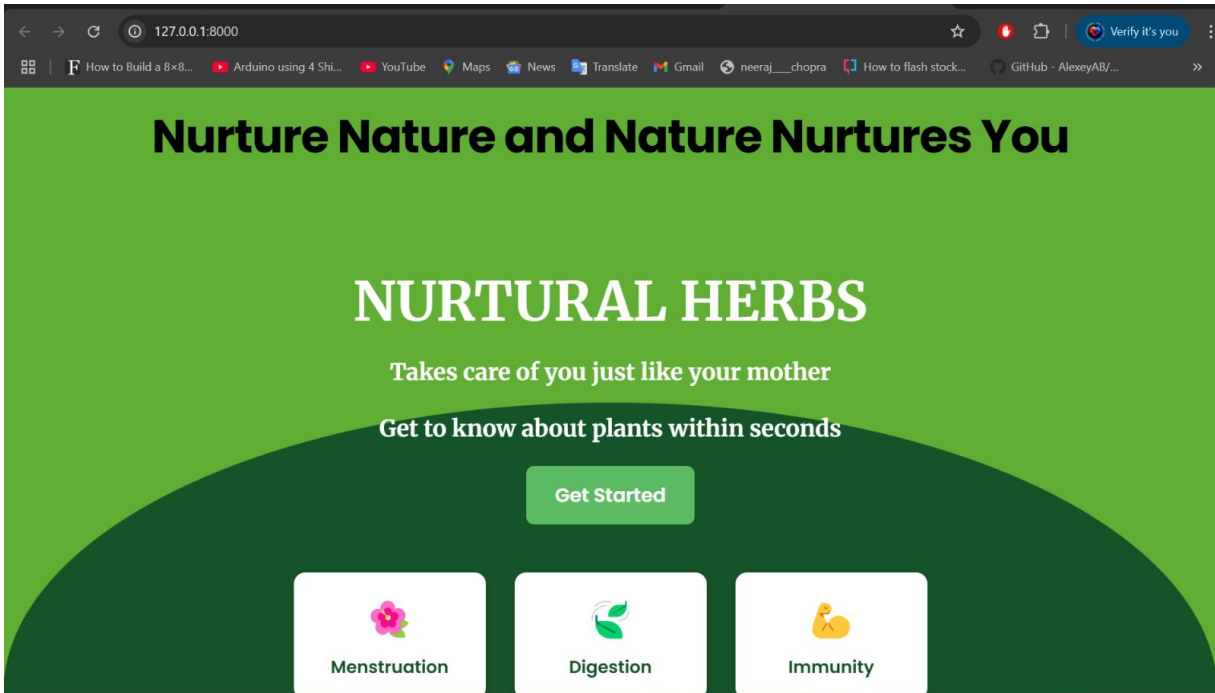 127.0.0.1:8000
Verify it's you
How to Build a 8×8...
Arduino using 4 Shi...
YouTube
Maps
News
Translate
Gmail
neeraj___chopra
How to flash stock...
GitHub - AlexeyAB/...
Nurture Nature and Nature Nurtures You
NURTURAL HERBS
Takes care of you just like your mother
Get to know about plants within seconds
Get Started
Menstruation
Digestion
Immunity